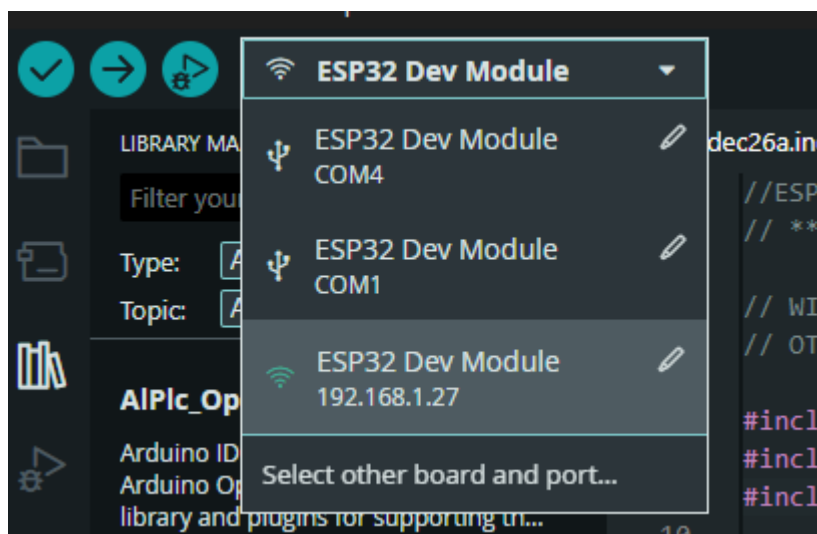 ESP32 Dev Module
LIBRARY MA
ESP32 Dev Module
COM4
dec26a.in
Filter your
//ESP
// **
Type: A
ESP32 Dev Module
COM1
Topic: A
// WI
// OT
ESP32 Dev Module
192.168.1.27
AlPlc_Op
#incl
Arduino ID
#incl
Select other board and port...
Arduino Op
#incl
library and plugins for supporting th...
10